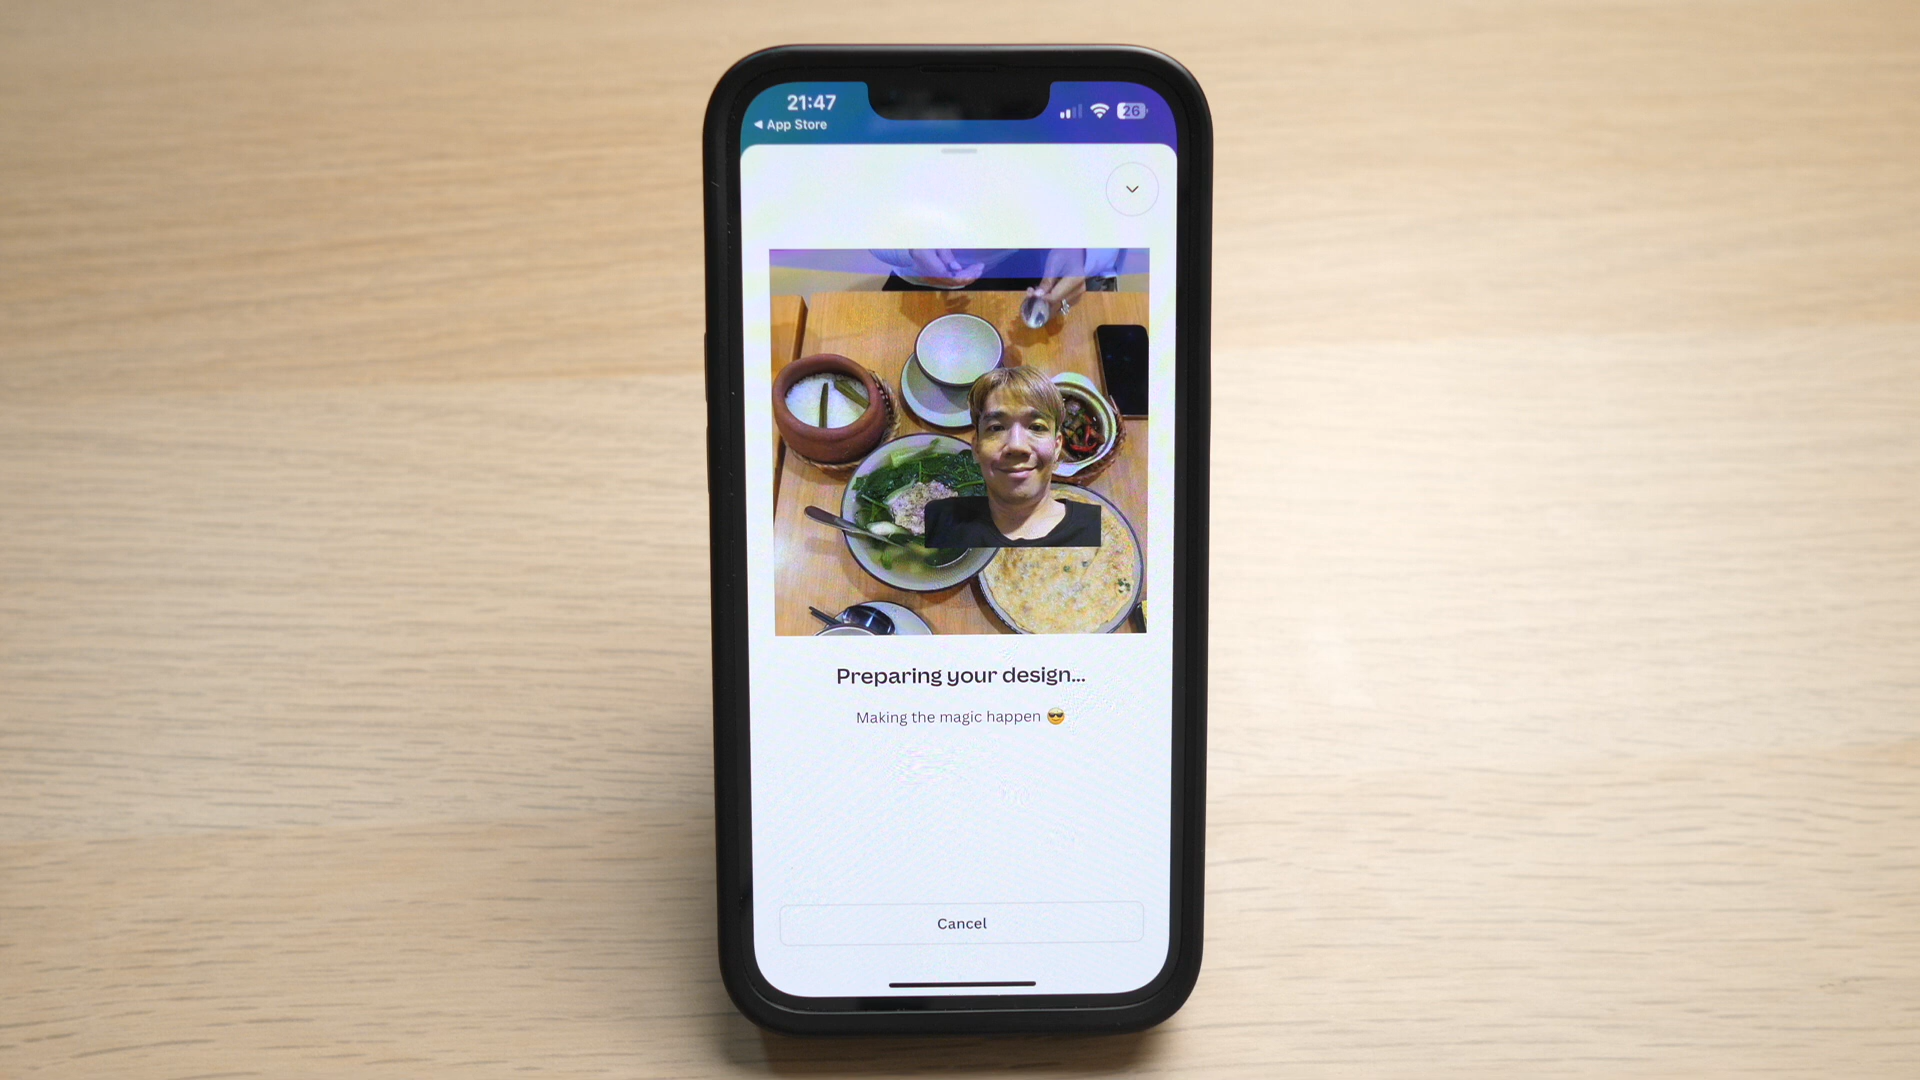 21:47
26
◀ App Store
Preparing your design...
Making the magic happen 😎
Cancel